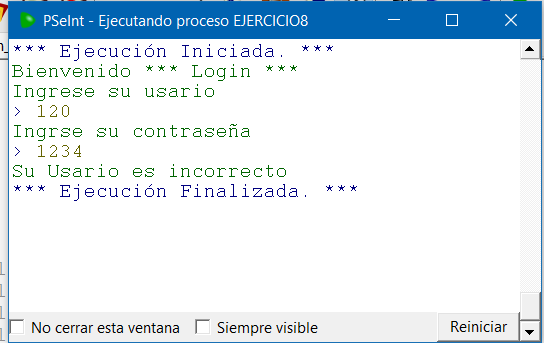 PSeInt - Ejecutando proceso EJERCICIO8
*** Ejecución Iniciada. ***
Bienvenido *** Login ***
Ingrese su usario
> 120
Ingrse su contraseña
> 1234
Su Usario es incorrecto
*** Ejecución Finalizada. ***
No cerrar esta ventana Siempre visible Reiniciar